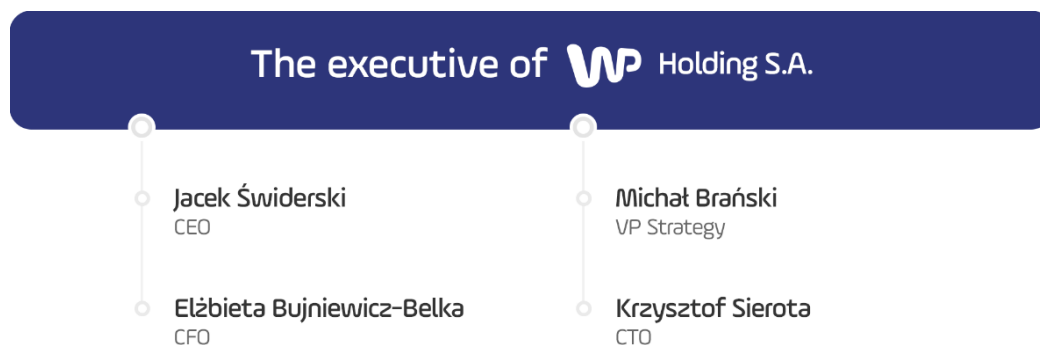 The executive of WP Holding S.A.
Jacek Świderski
CEO
Elżbieta Bujniewicz-Belka
CFO
Michał Brański
VP Strategy
Krzysztof Sierota
CTO